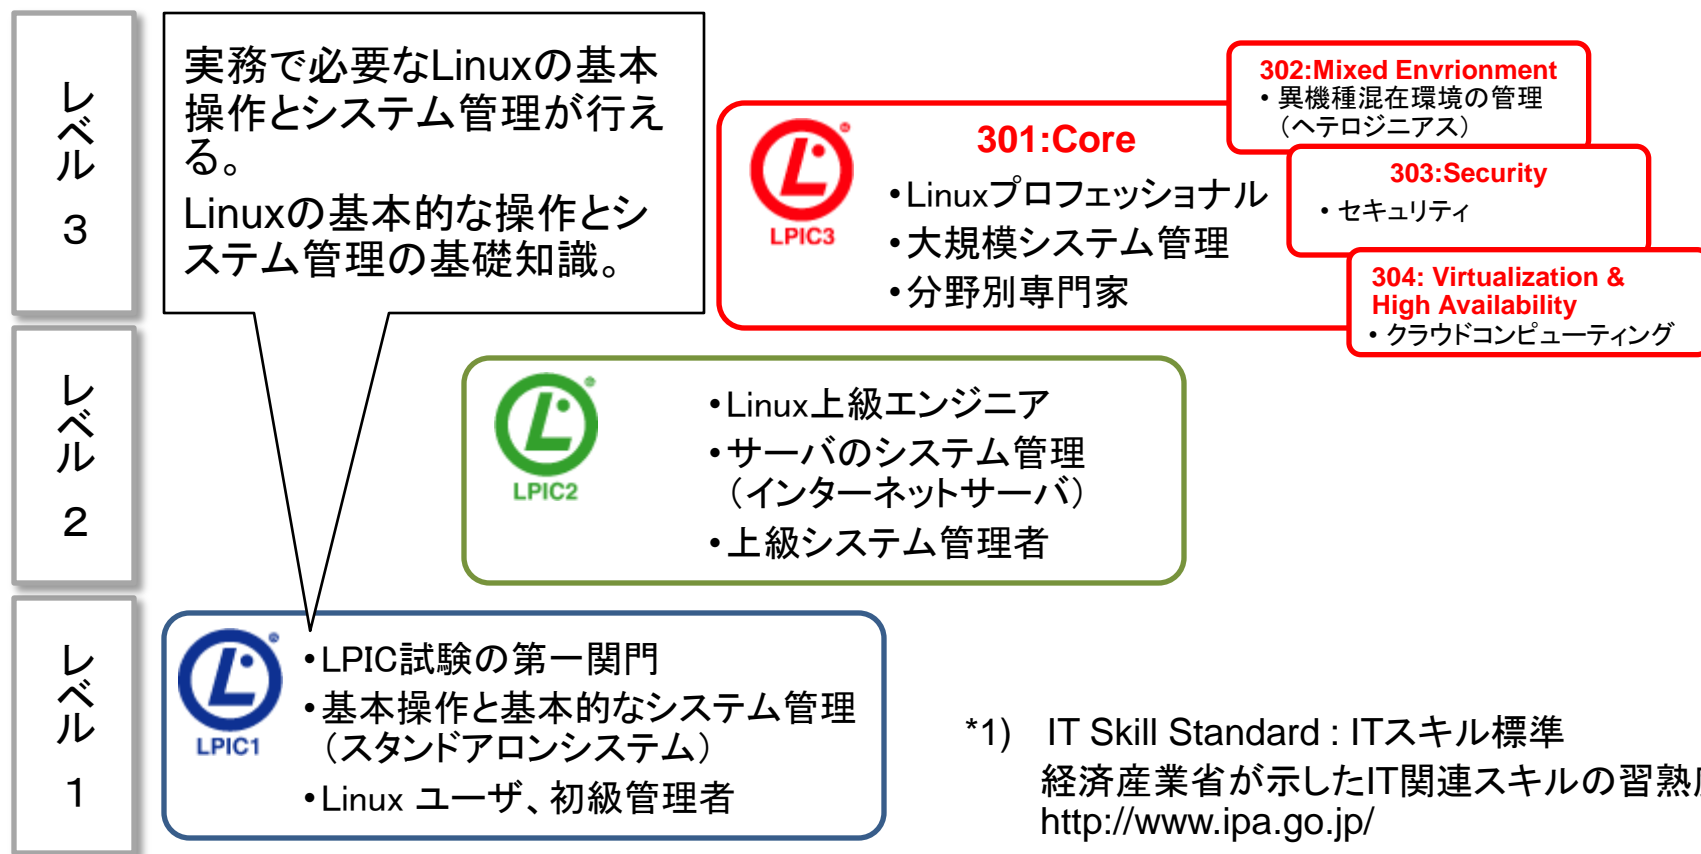 レベル 3
実務で必要なLinuxの基本
操作とシステム管理が行え
る。
Linuxの基本的な操作とシ
ステム管理の基礎知識。
LPIC3
301:Core
•Linuxプロフェッショナル
•大規模システム管理
•分野別専門家
302:Mixed Envrionment
• 異機種混在環境の管理
（ヘテロジニアス）
303:Security
• セキュリティ
304: Virtualization &
High Availability
• クラウドコンピューティング
レベル 2
LPIC2
•Linux上級エンジニア
•サーバのシステム管理
（インターネットサーバ）
•上級システム管理者
レベル 1
LPIC1
•LPIC試験の第一関門
•基本操作と基本的なシステム管理
（スタンドアロンシステム）
•Linux ユーザ、初級管理者
*1) IT Skill Standard : ITスキル標準
経済産業省が示したIT関連スキルの習熟
http://www.ipa.go.jp/